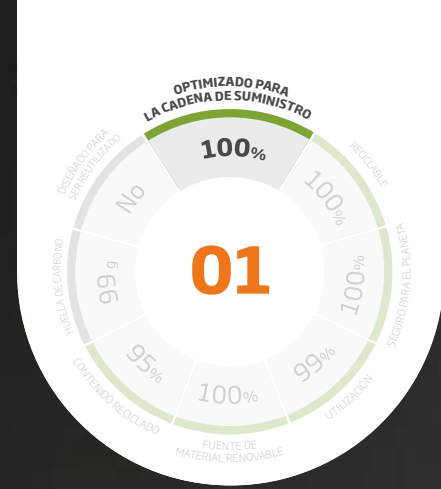 OPTIMIZADO PARA
LA CADENA DE SUMINISTRO
100%
RECICLABLE
100%
SEGURO PARA EL PLANETA
100%
UTILIZACIÓN
99%
FUENTE DE
MATERIAL RENOVABLE
100%
CONTENIDO RECICLADO
95%
HUELLA DE CARBONO
66 g
DISEÑADO PARA
SER REUTILIZADO
No
01